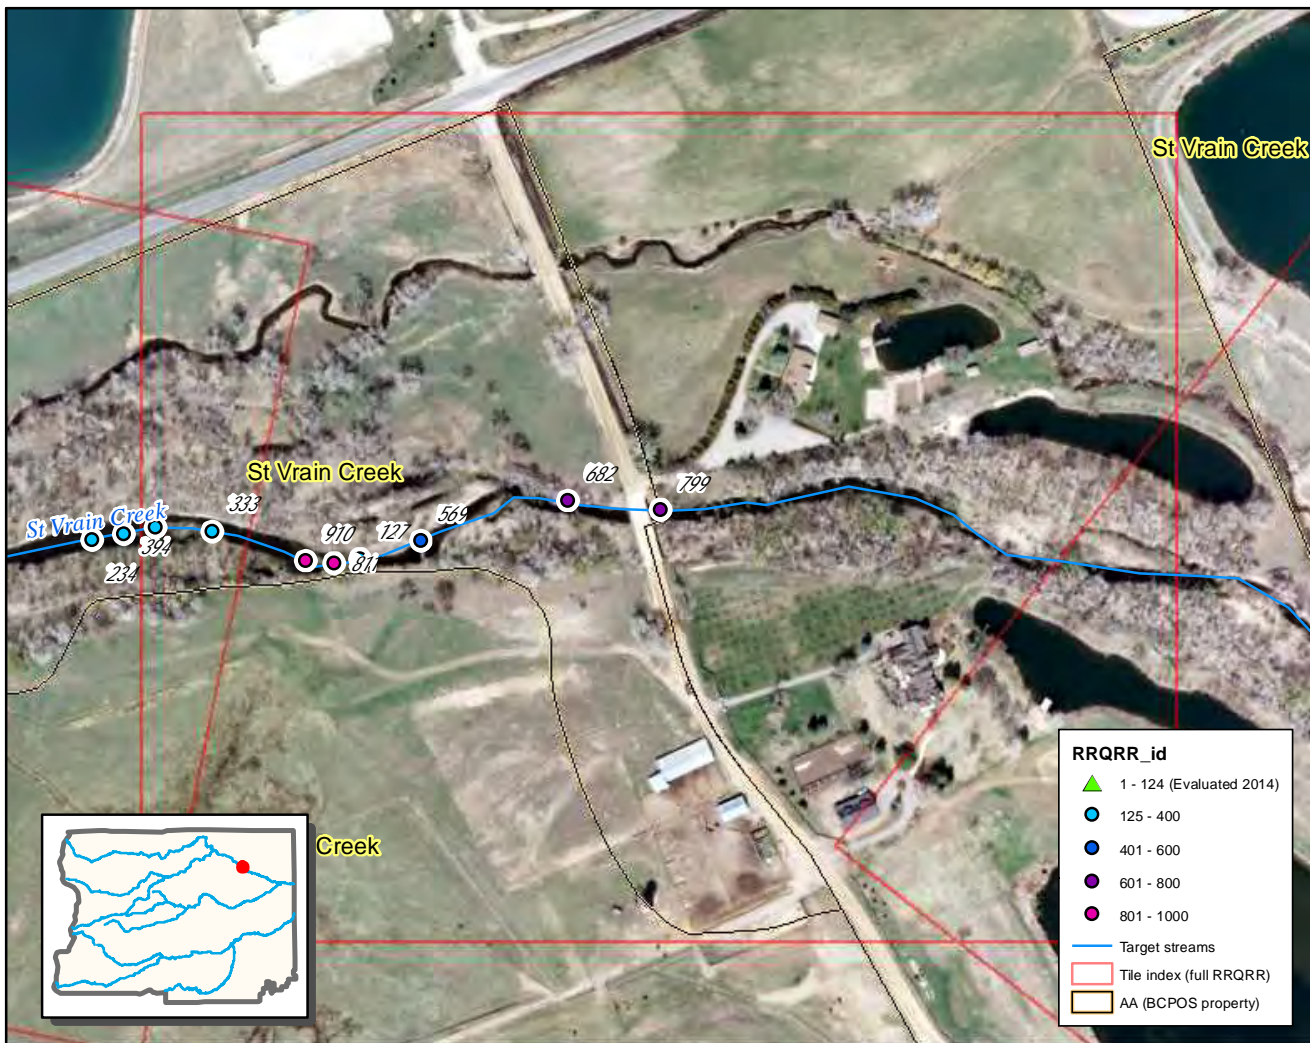 St Vrain Creek
St Vrain Creek
682
799
333
St Vrain Creek
910
127
569
394
811
234
Creek
RRQRR_id
1 - 124 (Evaluated 2014)
125 - 400
401 - 600
601 - 800
801 - 1000
Target streams
Tile index (full RRQRR)
AA (BCPOS property)